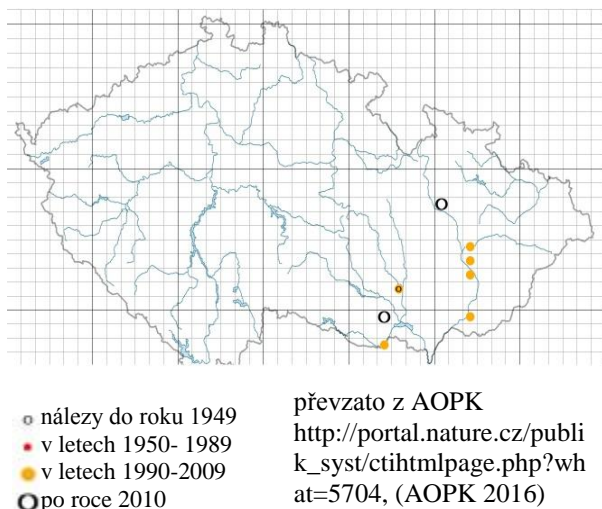 nálezy do roku 1949
v letech 1950- 1989
v letech 1990-2009
po roce 2010
převzato z AOPK
http://portal.nature.cz/publi
k_syst/ctihtmlpage.php?wh
at=5704, (AOPK 2016)